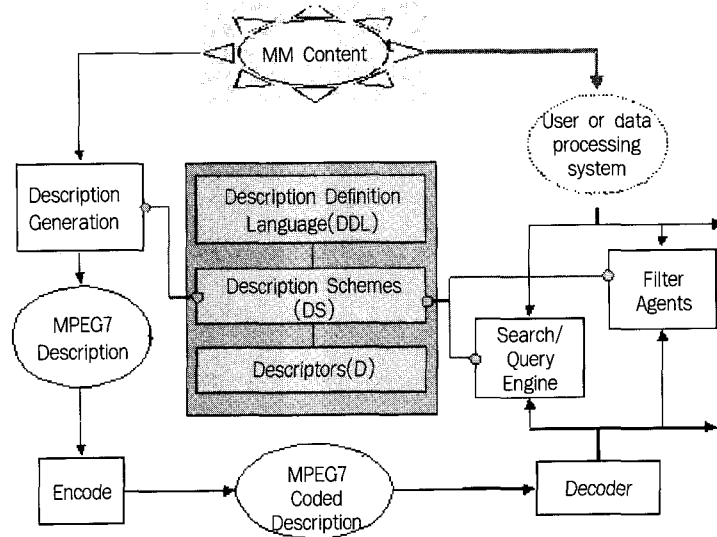 MM Content
User or data
processing
system
Description
Generation
Description Definition
Language(DDL)
Description Schemes
(DS)
Descriptors(D)
Filter
Agents
Search/
Query
Engine
MPEG7
Description
Encode
MPEG7
Coded
Description
Decoder